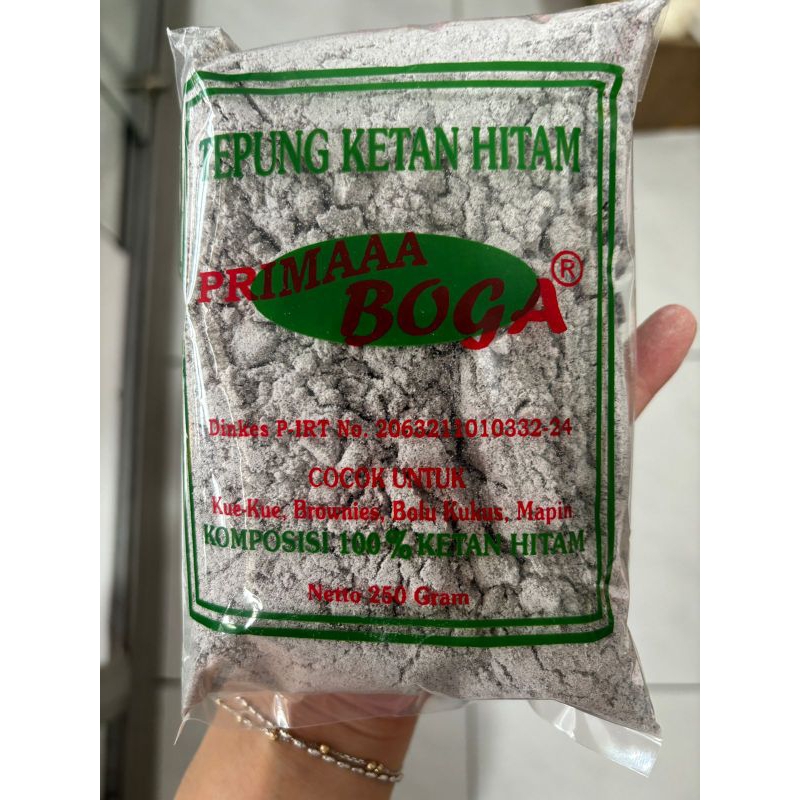 TEPUNG KETAN HITAM
PRIMAAA
BOGA ®
Dinkes P-IRT No. 2063211010332-24
COCOK UNTUK
Kue-Kue, Brownies, Bolu Kukus, Mapin
KOMPOSISI 100 % KETAN HITAM
Netto 250 Gram